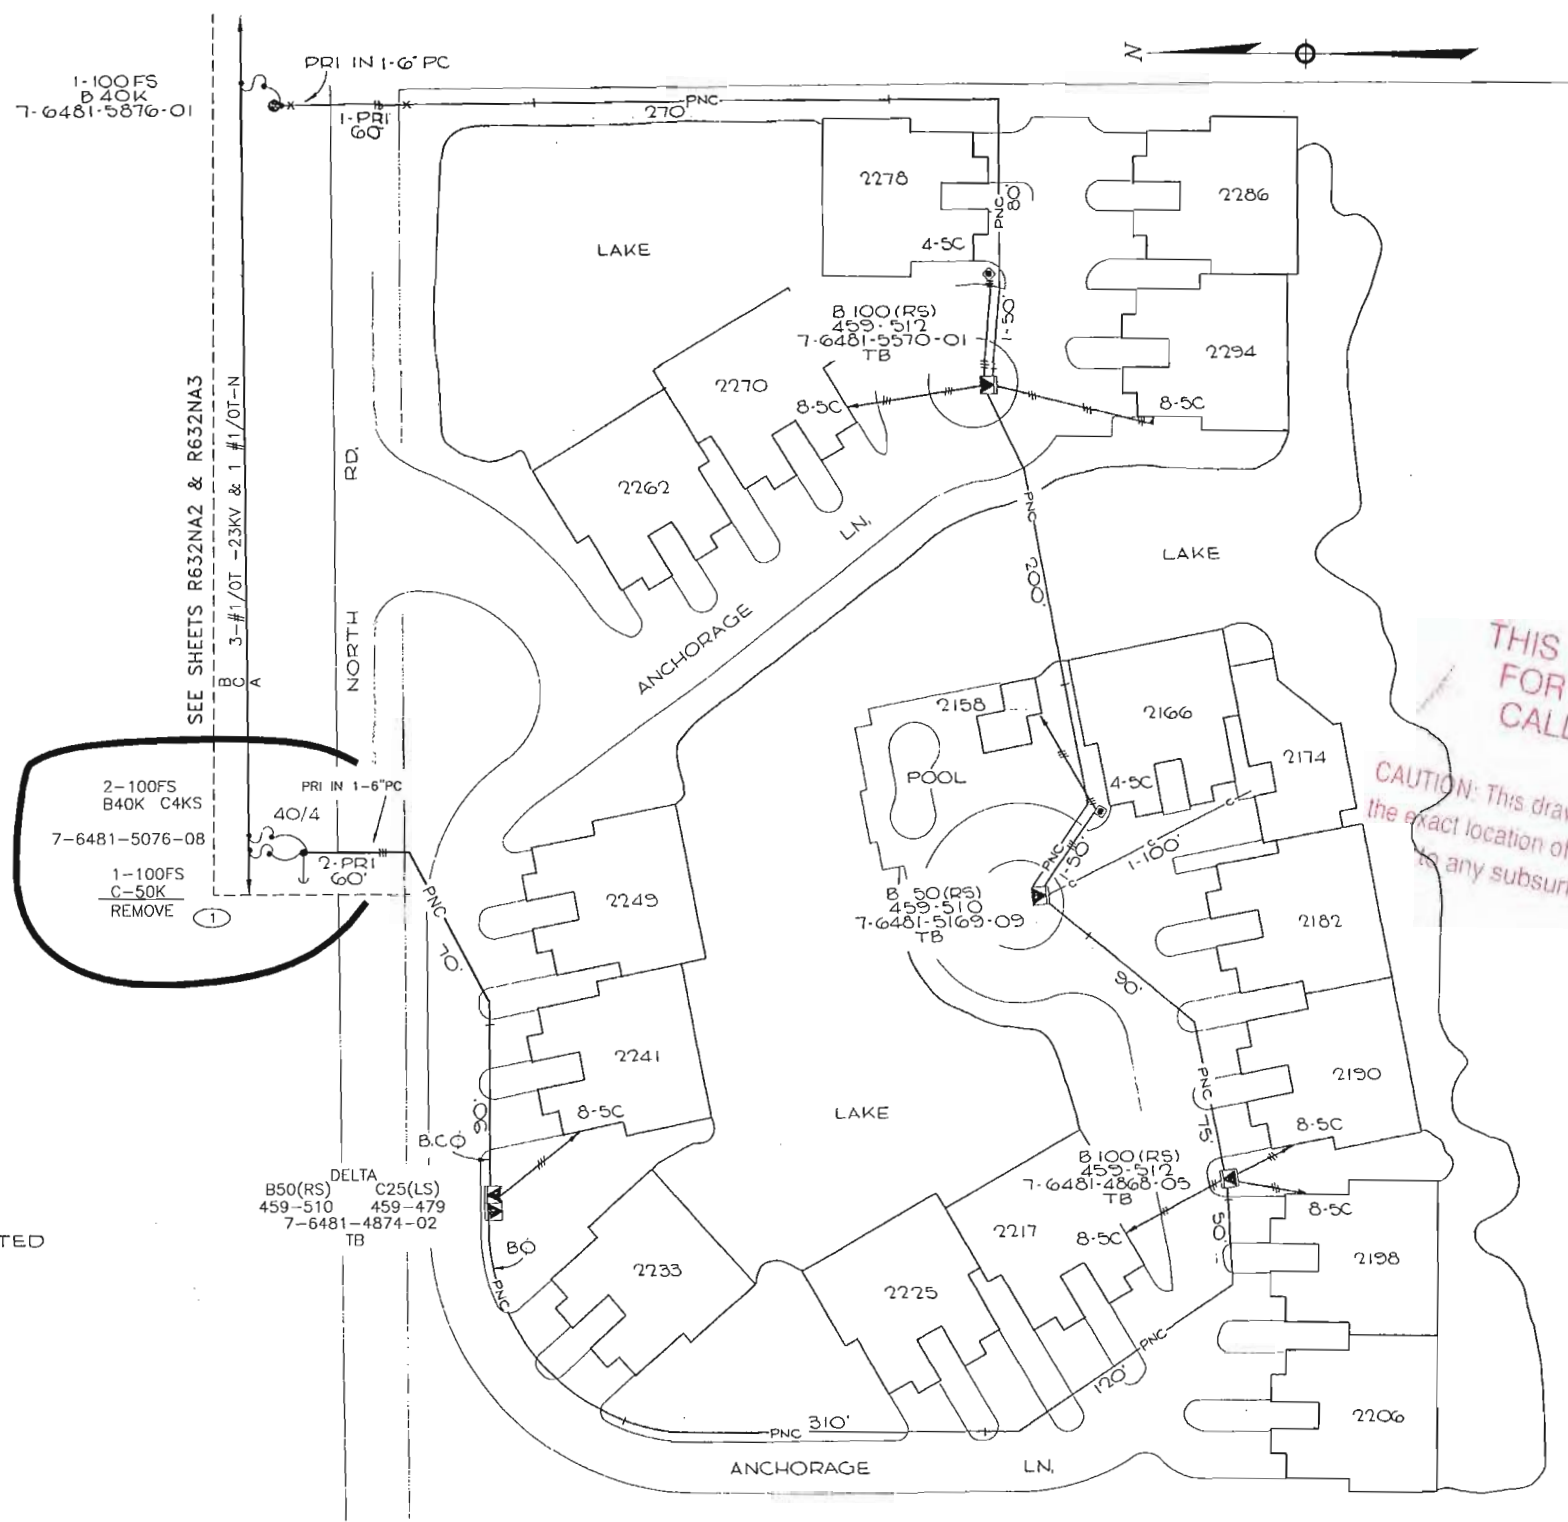 N
1-100FS
B 40K
7-6481-5876-01
PRI IN 1-6" PC
1-PRI
60'
270'
PNC
2278
2286
PNC
80'
4-5C
LAKE
B 100(RS)
459-512
7-6481-5570-01
TB
1-50'
2294
2270
8-5C
8-5C
2262
SEE SHEETS R632NA2 & R632NA3
3-#1/0T -23KV & 1 #1/0T-N
B
C
A
NORTH RD.
ANCHORAGE LN.
PNC
200'
LAKE
THIS
FOR
CALL
CAUTION: This draw
the exact location of
to any subsur
2158
2166
2174
POOL
4-5C
2-100FS
B40K C4KS
7-6481-5076-08
1-100FS
C-50K
REMOVE
1
40/4
PRI IN 1-6"PC
2-PRI
60'
PNC
70'
2249
PNC
1-50'
1-100'
C
C
C
B 50(RS)
459-510
7-6481-5169-09
TB
2182
90'
2241
8-5C
90'
B.CØ
LAKE
2190
PNC
75'
8-5C
DELTA
B50(RS) C25(LS)
459-510 459-479
7-6481-4874-02
TB
B 100(RS)
459-512
7-6481-4868-05
TB
8-5C
8-5C
50'
2217
2198
TED
BØ
PNC
2233
2225
PNC
120'
310'
PNC
2206
ANCHORAGE LN.